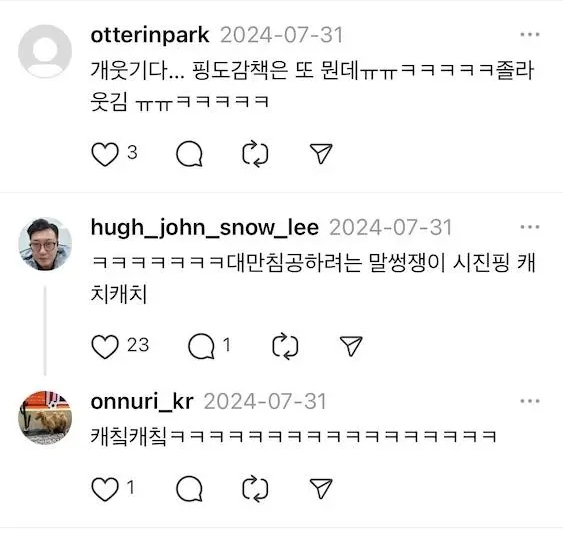 otterinpark 2024-07-31
개웃기다... 핑도감책은 또 뭔데ㅠㅠㅋㅋㅋㅋㅋ졸라
웃김 ㅠㅠㅋㅋㅋㅋㅋ
3
hugh_john_snow_lee 2024-07-31
ㅋㅋㅋㅋㅋㅋㅋ대만침공하려는 말썽쟁이 시진핑 캐
치캐치
23 1
onnuri_kr 2024-07-31
캐칰캐칰ㅋㅋㅋㅋㅋㅋㅋㅋㅋㅋㅋㅋㅋㅋㅋㅋㅋ
1